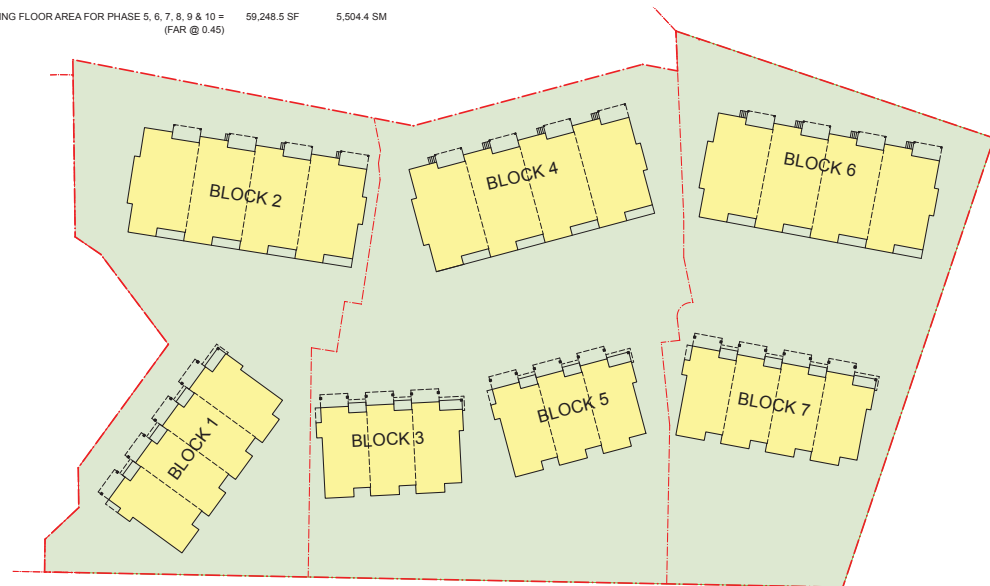 FLOOR AREA FOR PHASE 5, 6, 7, 8, 9 & 10 = 59,248.5 SF 5,504.4 SM
(FAR @ 0.45)
BLOCK 2
BLOCK 4
BLOCK 6
BLOCK 1
BLOCK 3
BLOCK 5
BLOCK 7